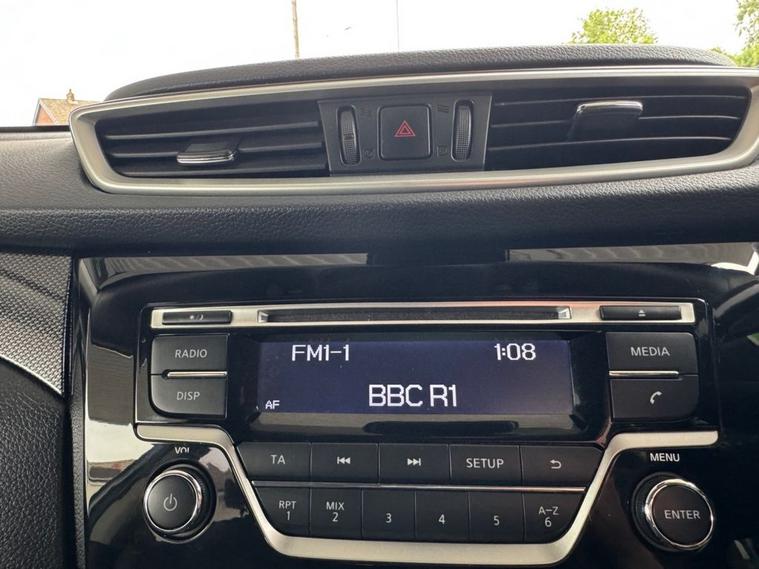 RADIO
DISP
FM1-1 1:08
BBC R1
AF
MEDIA
VOL
TA SETUP
MENU
RPT MIX A-Z
1 2 3 4 5 6
ENTER